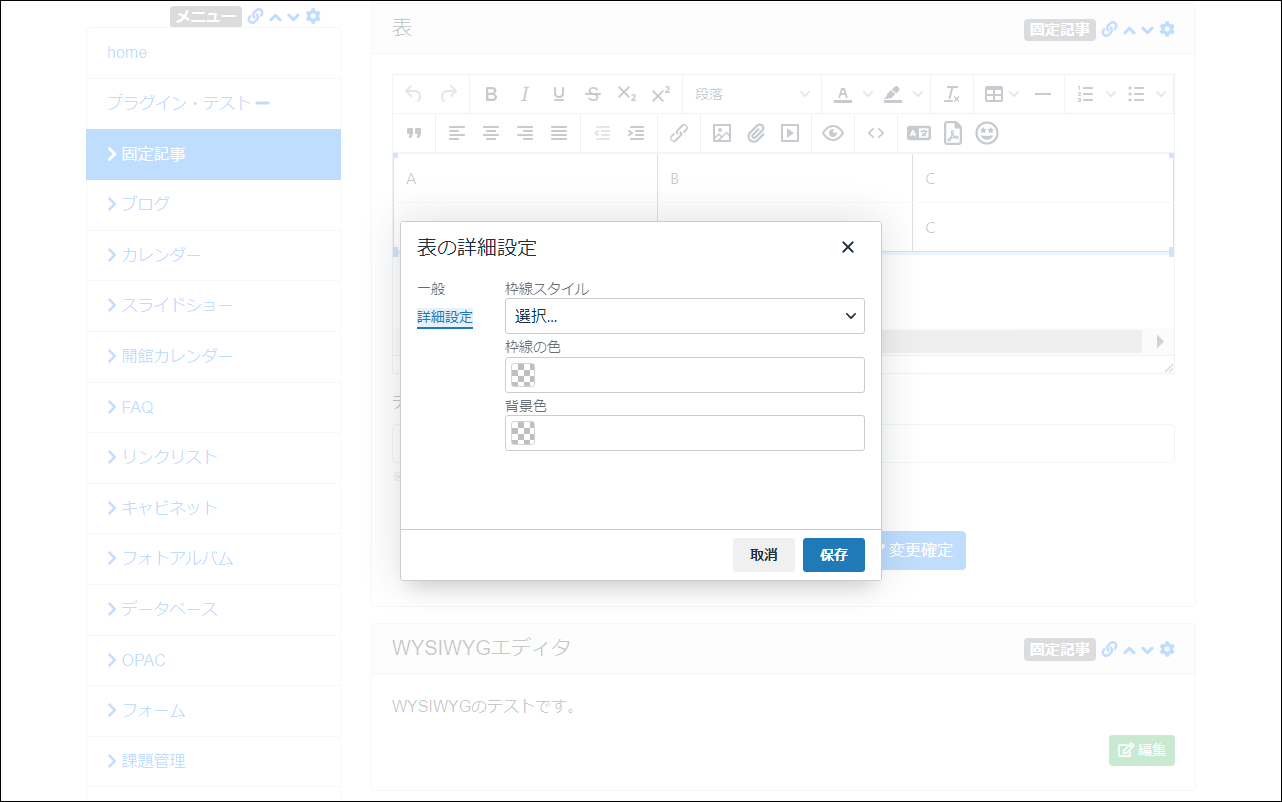 メニュー
home
プラグイン・テスト
固定記事
ブログ
カレンダー
スライドショー
開館カレンダー
FAQ
リンクリスト
キャビネット
フォトアルバム
データベース
OPAC
フォーム
課題管理
表
固定記事
段落
A
B
C
C
表の詳細設定
一般
詳細設定
枠線スタイル
選択...
枠線の色
背景色
取消
保存
変更確定
WYSIWYGエディタ
固定記事
WYSIWYGのテストです。
編集